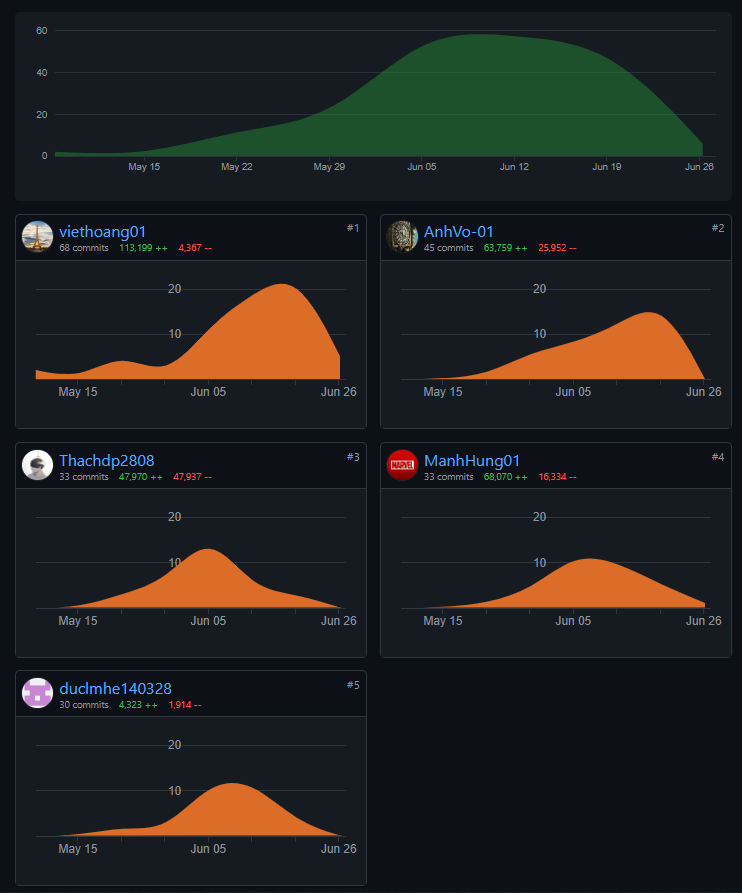 60
40
20
0
May 15 May 22 May 29 Jun 05 Jun 12 Jun 19 Jun 26
viethoang01 #1
68 commits 113,199 ++ 4,367 --
20
10
May 15 Jun 05 Jun 26
AnhVo-01 #2
45 commits 63,759 ++ 25,952 --
20
10
May 15 Jun 05 Jun 26
Thachdp2808 #3
33 commits 47,970 ++ 47,937 --
20
10
May 15 Jun 05 Jun 26
MARVEL
ManhHung01 #4
33 commits 68,070 ++ 16,334 --
20
10
May 15 Jun 05 Jun 26
duclmhe140328 #5
30 commits 4,323 ++ 1,914 --
20
10
May 15 Jun 05 Jun 26